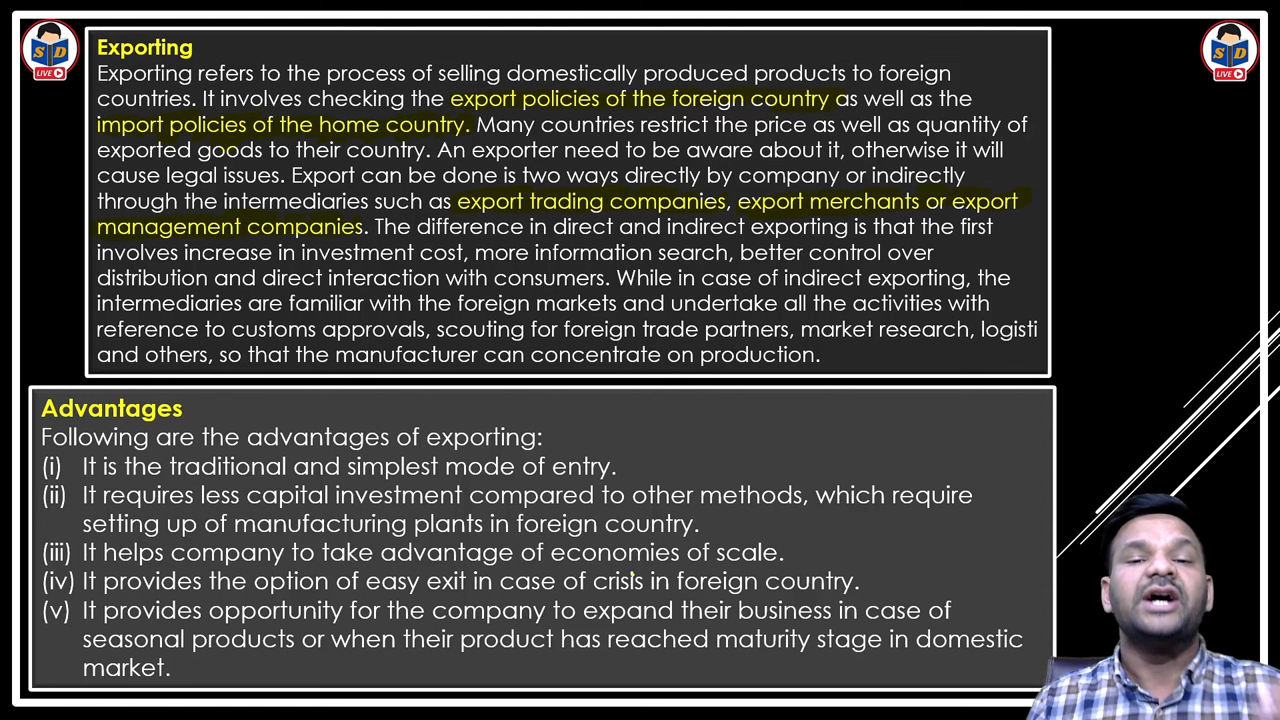 S D
LIVE
S D
LIVE
Exporting
Exporting refers to the process of selling domestically produced products to foreign
countries. It involves checking the export policies of the foreign country as well as the
import policies of the home country. Many countries restrict the price as well as quantity of
exported goods to their country. An exporter need to be aware about it, otherwise it will
cause legal issues. Export can be done is two ways directly by company or indirectly
through the intermediaries such as export trading companies, export merchants or export
management companies. The difference in direct and indirect exporting is that the first
involves increase in investment cost, more information search, better control over
distribution and direct interaction with consumers. While in case of indirect exporting, the
intermediaries are familiar with the foreign markets and undertake all the activities with
reference to customs approvals, scouting for foreign trade partners, market research, logisti
and others, so that the manufacturer can concentrate on production.
Advantages
Following are the advantages of exporting:
(i) It is the traditional and simplest mode of entry.
(ii) It requires less capital investment compared to other methods, which require
setting up of manufacturing plants in foreign country.
(iii) It helps company to take advantage of economies of scale.
(iv) It provides the option of easy exit in case of crisis in foreign country.
(v) It provides opportunity for the company to expand their business in case of
seasonal products or when their product has reached maturity stage in domestic
market.